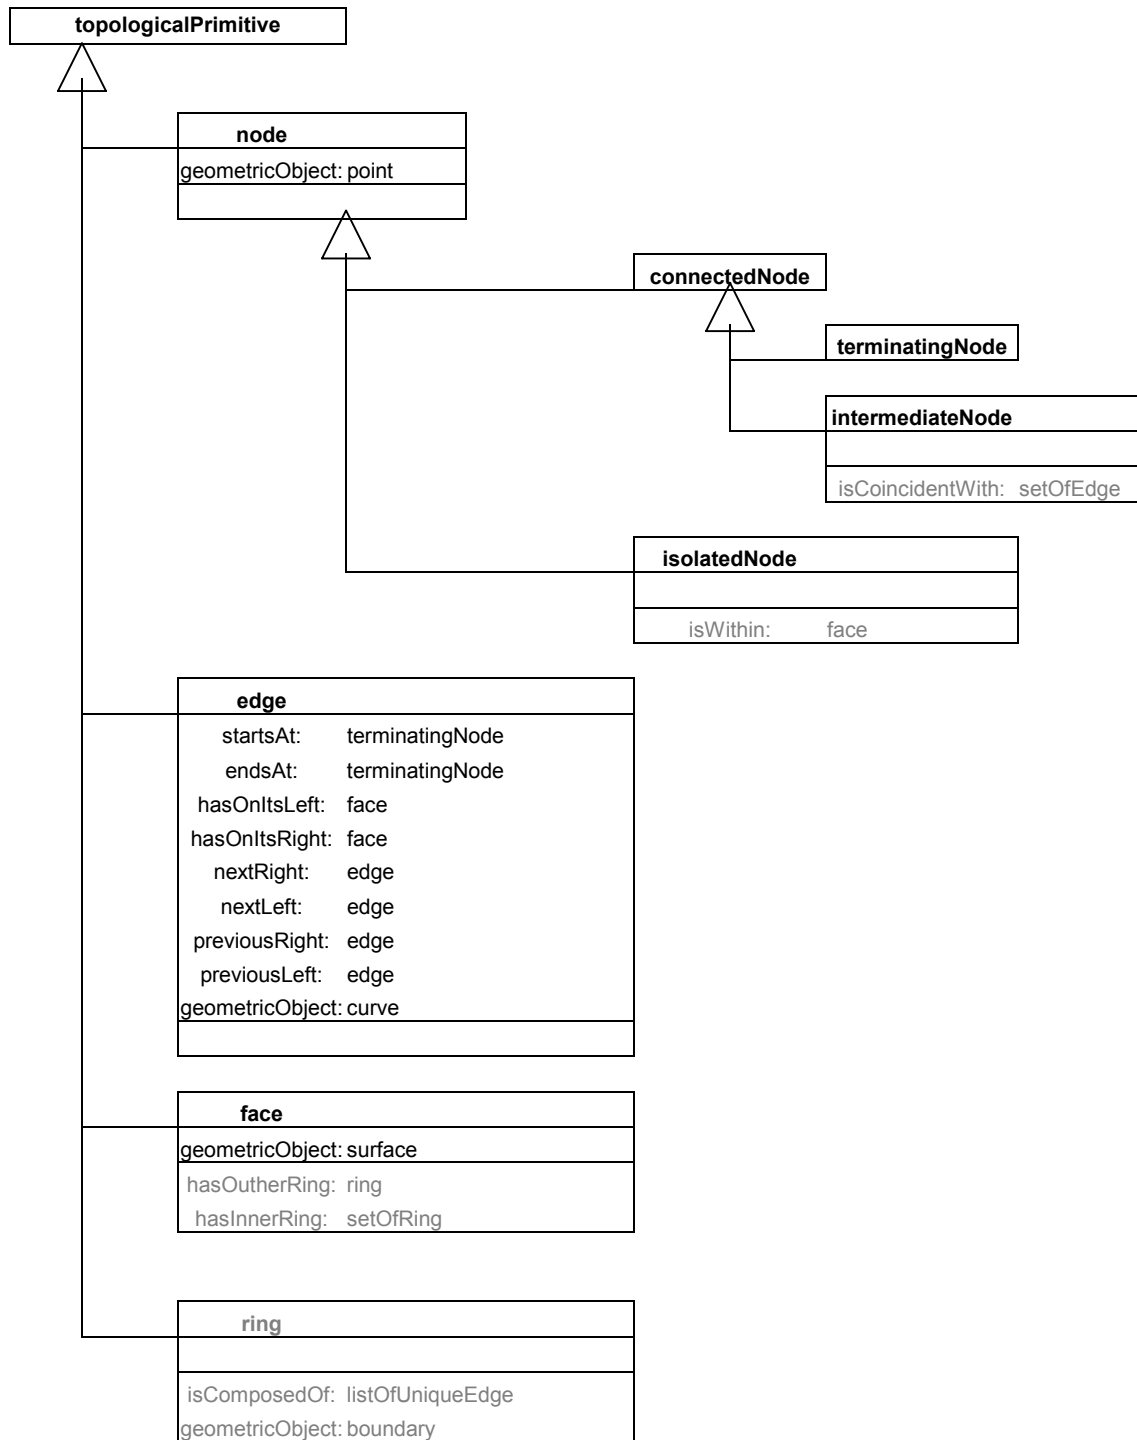 topologicalPrimitive
node
geometricObject: point
connectedNode
terminatingNode
intermediateNode
isCoincidentWith: setOfEdge
isolatedNode
isWithin: face
edge
startsAt: terminatingNode
endsAt: terminatingNode
hasOnItsLeft: face
hasOnItsRight: face
nextRight: edge
nextLeft: edge
previousRight: edge
previousLeft: edge
geometricObject: curve
face
geometricObject: surface
hasOutherRing: ring
hasInnerRing: setOfRing
ring
isComposedOf: listOfUniqueEdge
geometricObject: boundary